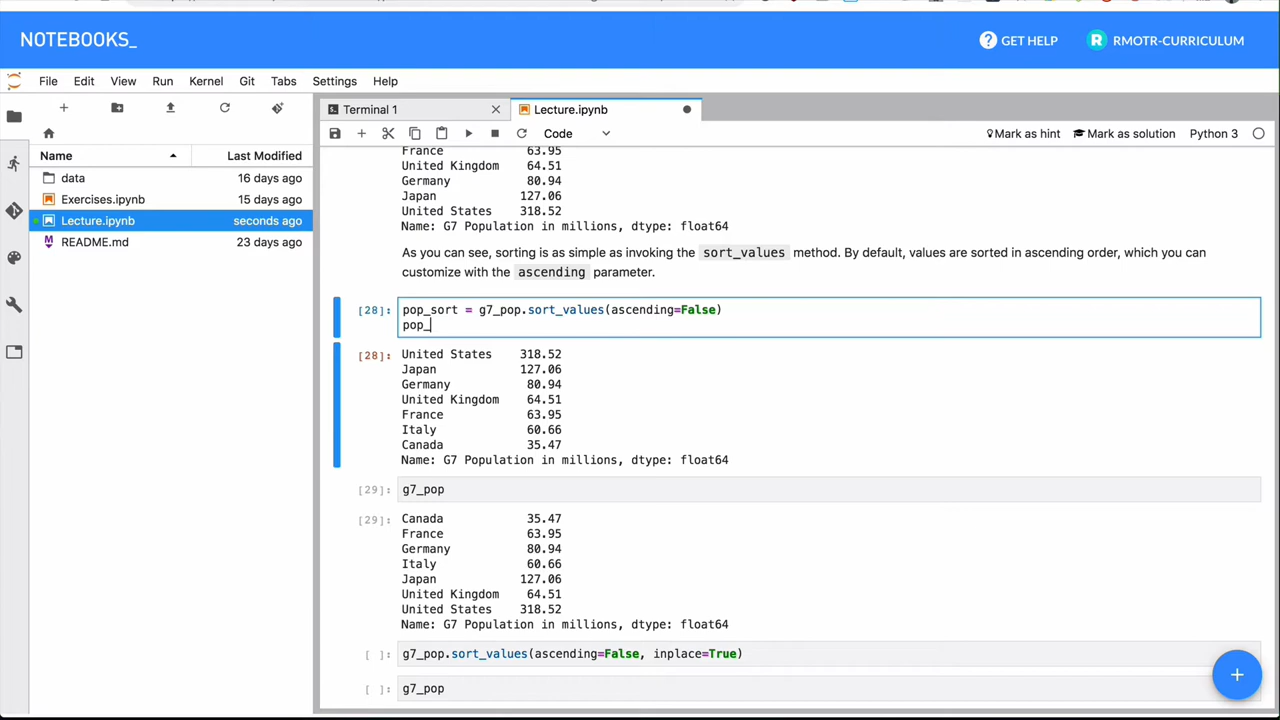 NOTEBOOKS_
GET HELP
R RMOTR-CURRICULUM
File Edit View Run Kernel Git Tabs Settings Help
Name Last Modified
data 16 days ago
Exercises.ipynb 15 days ago
Lecture.ipynb seconds ago
README.md 23 days ago
Terminal 1
Lecture.ipynb
Code
Mark as hint Mark as solution Python 3
France 63.95
United Kingdom 64.51
Germany 80.94
Japan 127.06
United States 318.52
Name: G7 Population in millions, dtype: float64
As you can see, sorting is as simple as invoking the sort_values method. By default, values are sorted in ascending order, which you can
customize with the ascending parameter.
[28]: pop_sort = g7_pop.sort_values(ascending=False)
pop_
[28]: United States 318.52
Japan 127.06
Germany 80.94
United Kingdom 64.51
France 63.95
Italy 60.66
Canada 35.47
Name: G7 Population in millions, dtype: float64
[29]: g7_pop
[29]: Canada 35.47
France 63.95
Germany 80.94
Italy 60.66
Japan 127.06
United Kingdom 64.51
United States 318.52
Name: G7 Population in millions, dtype: float64
[ ]: g7_pop.sort_values(ascending=False, inplace=True)
[ ]: g7_pop